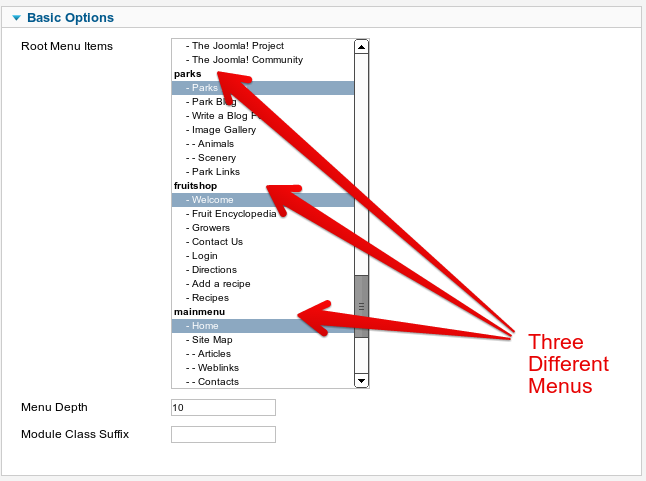 Basic Options
Root Menu Items
- The Joomla! Project
- The Joomla! Community
parks
- Parks
- Park Blog
- Write a Blog
- Image Gallery
- - Animals
- - Scenery
- Park Links
fruitshop
- Welcome
- Fruit Encyclopedia
- Growers
- Contact Us
- Login
- Directions
- Add a recipe
- Recipes
mainmenu
- Home
- Site Map
- - Articles
- - Weblinks
- - Contacts
Three
Different
Menus
Menu Depth
10
Module Class Suffix